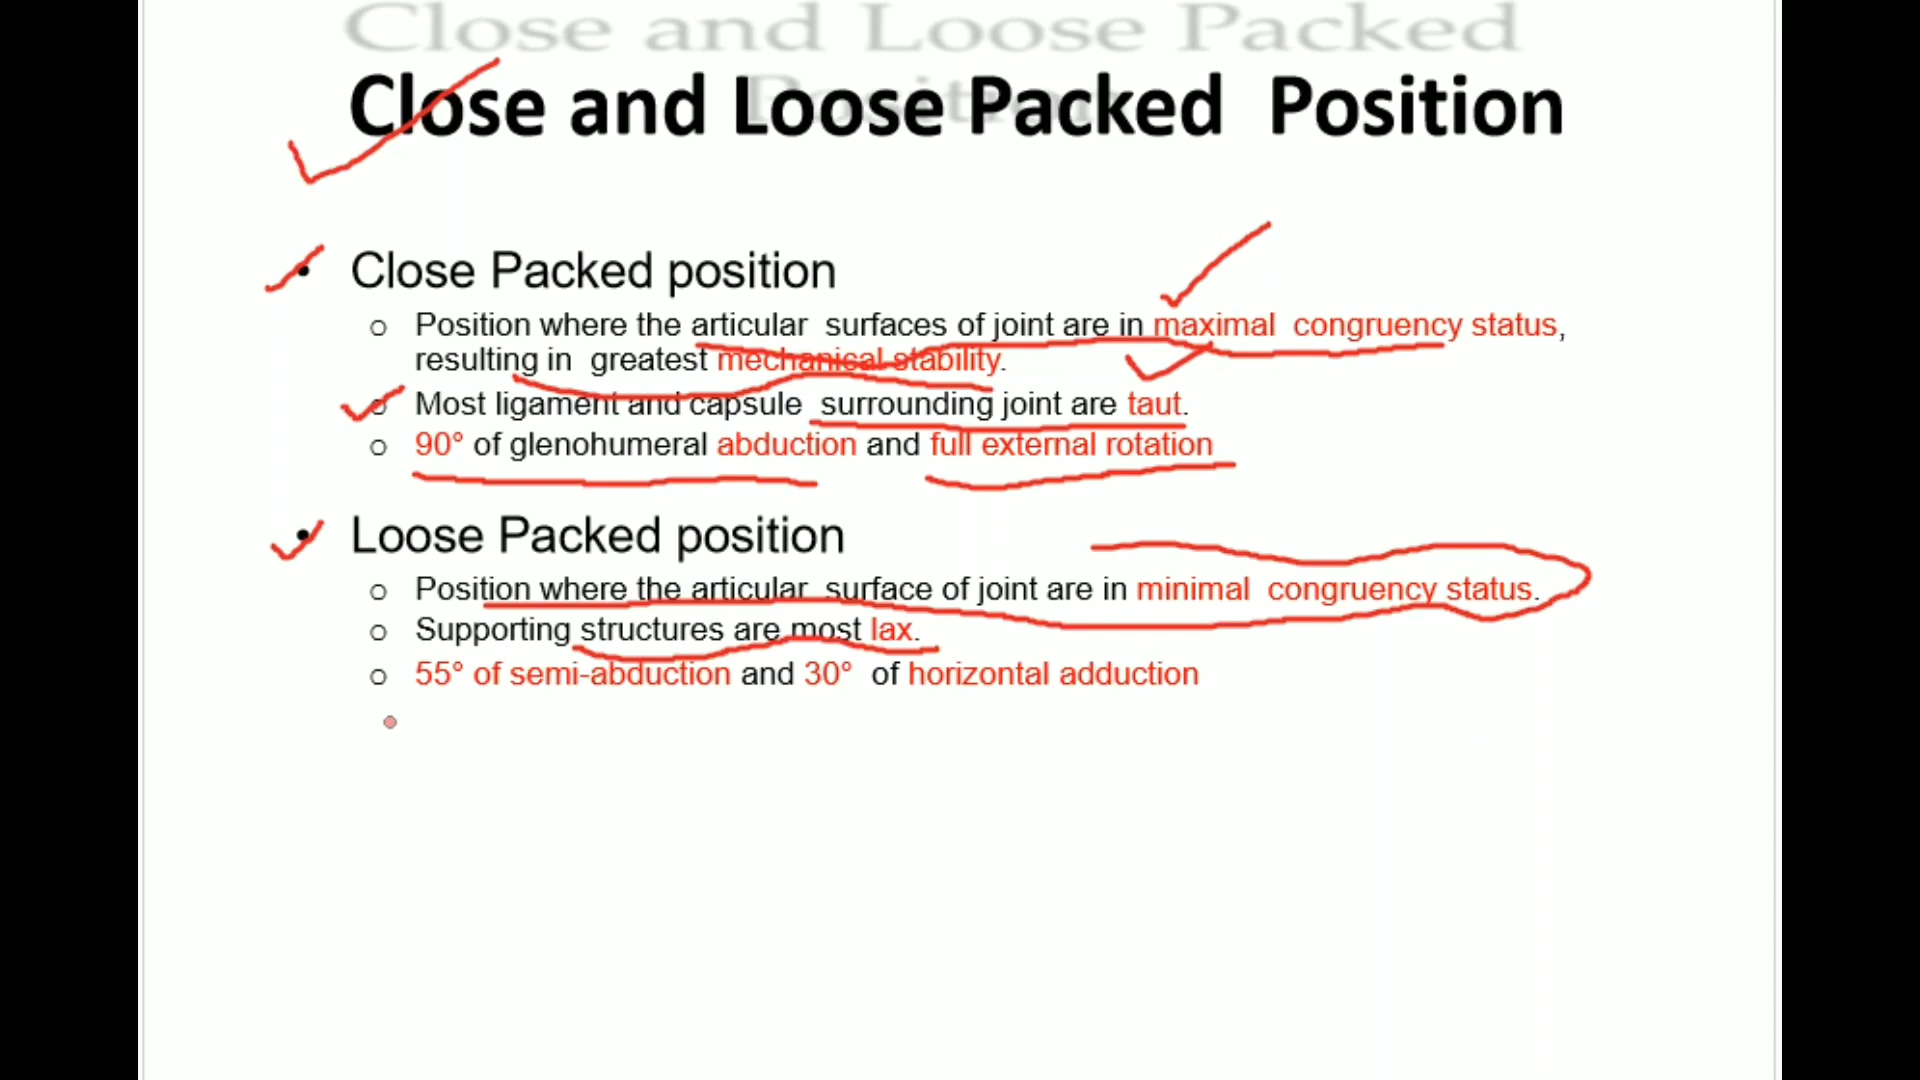 Close and Loose Packed
Position
Close and Loose Packed Position
• Close Packed position
o Position where the articular surfaces of joint are in maximal congruency status,
resulting in greatest mechanical stability.
o Most ligament and capsule surrounding joint are taut.
o 90° of glenohumeral abduction and full external rotation
• Loose Packed position
o Position where the articular surface of joint are in minimal congruency status.
o Supporting structures are most lax.
o 55° of semi-abduction and 30° of horizontal adduction